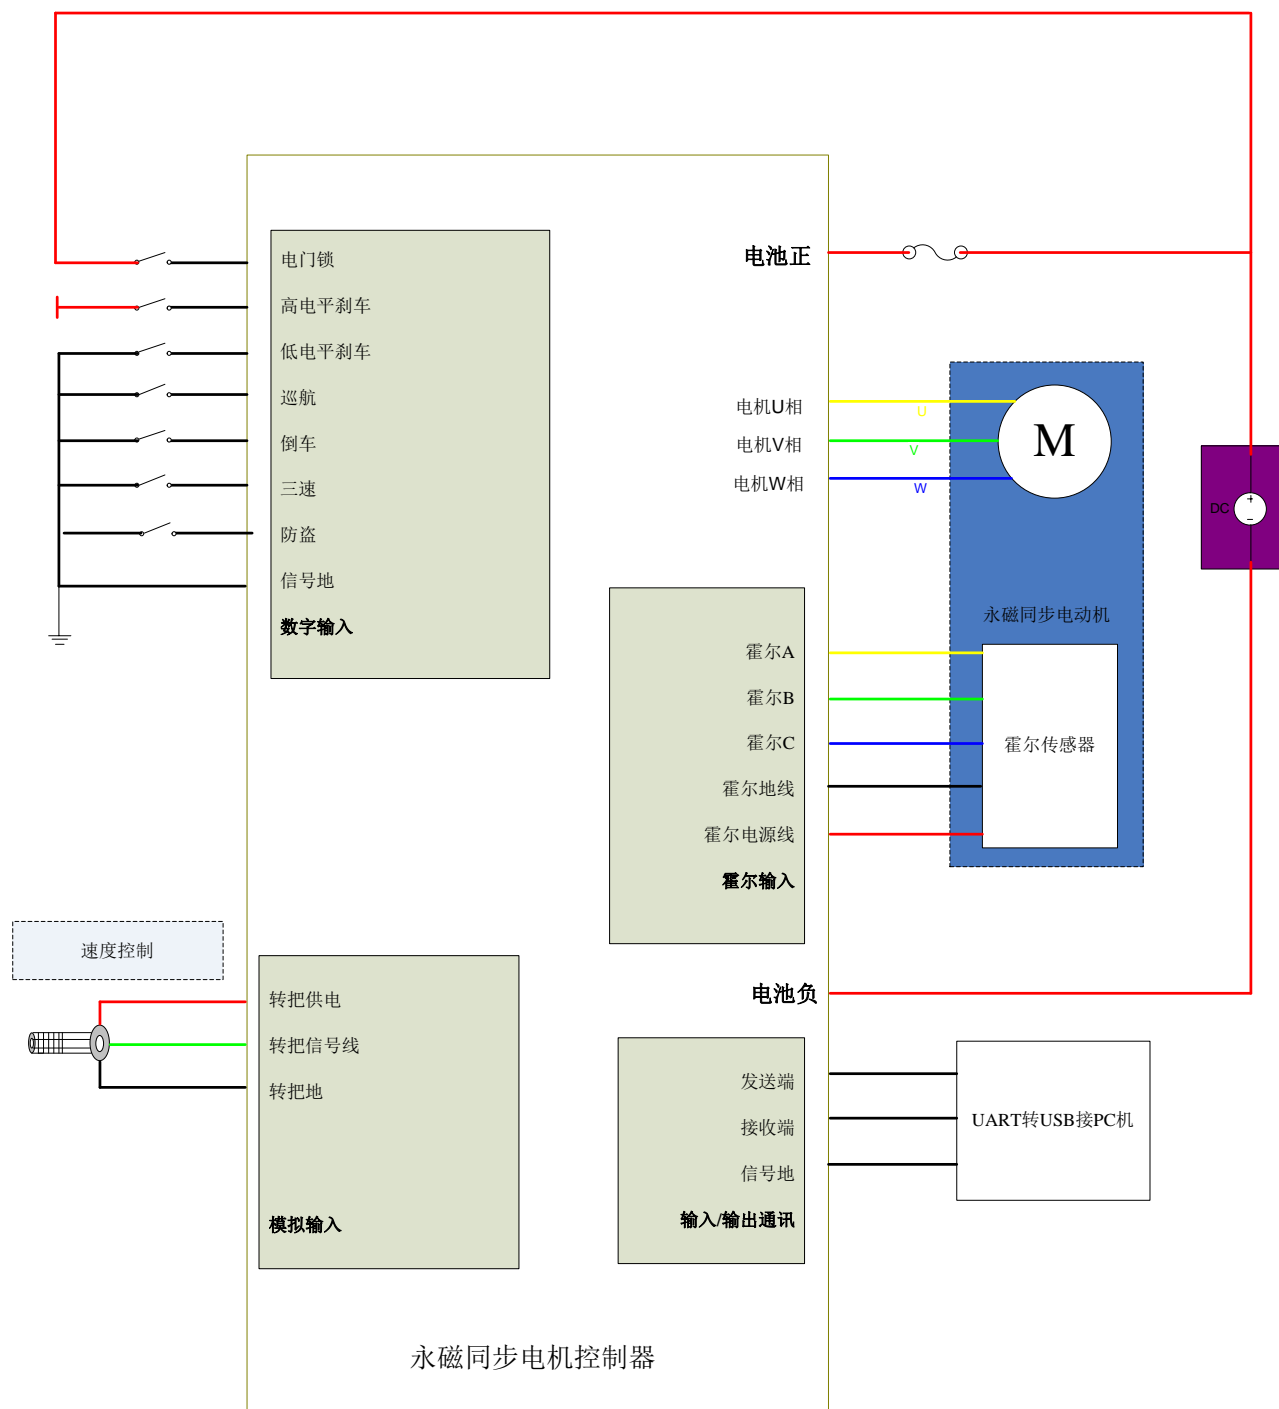 电门锁
高电平刹车
低电平刹车
巡航
倒车
三速
防盗
信号地
数字输入
电池正
电机U相
电机V相
电机W相
U
V
W
M
DC
+
−
永磁同步电动机
霍尔A
霍尔B
霍尔C
霍尔地线
霍尔电源线
霍尔输入
霍尔传感器
速度控制
转把供电
转把信号线
转把地
模拟输入
电池负
发送端
接收端
信号地
输入/输出通讯
UART转USB接PC机
永磁同步电机控制器